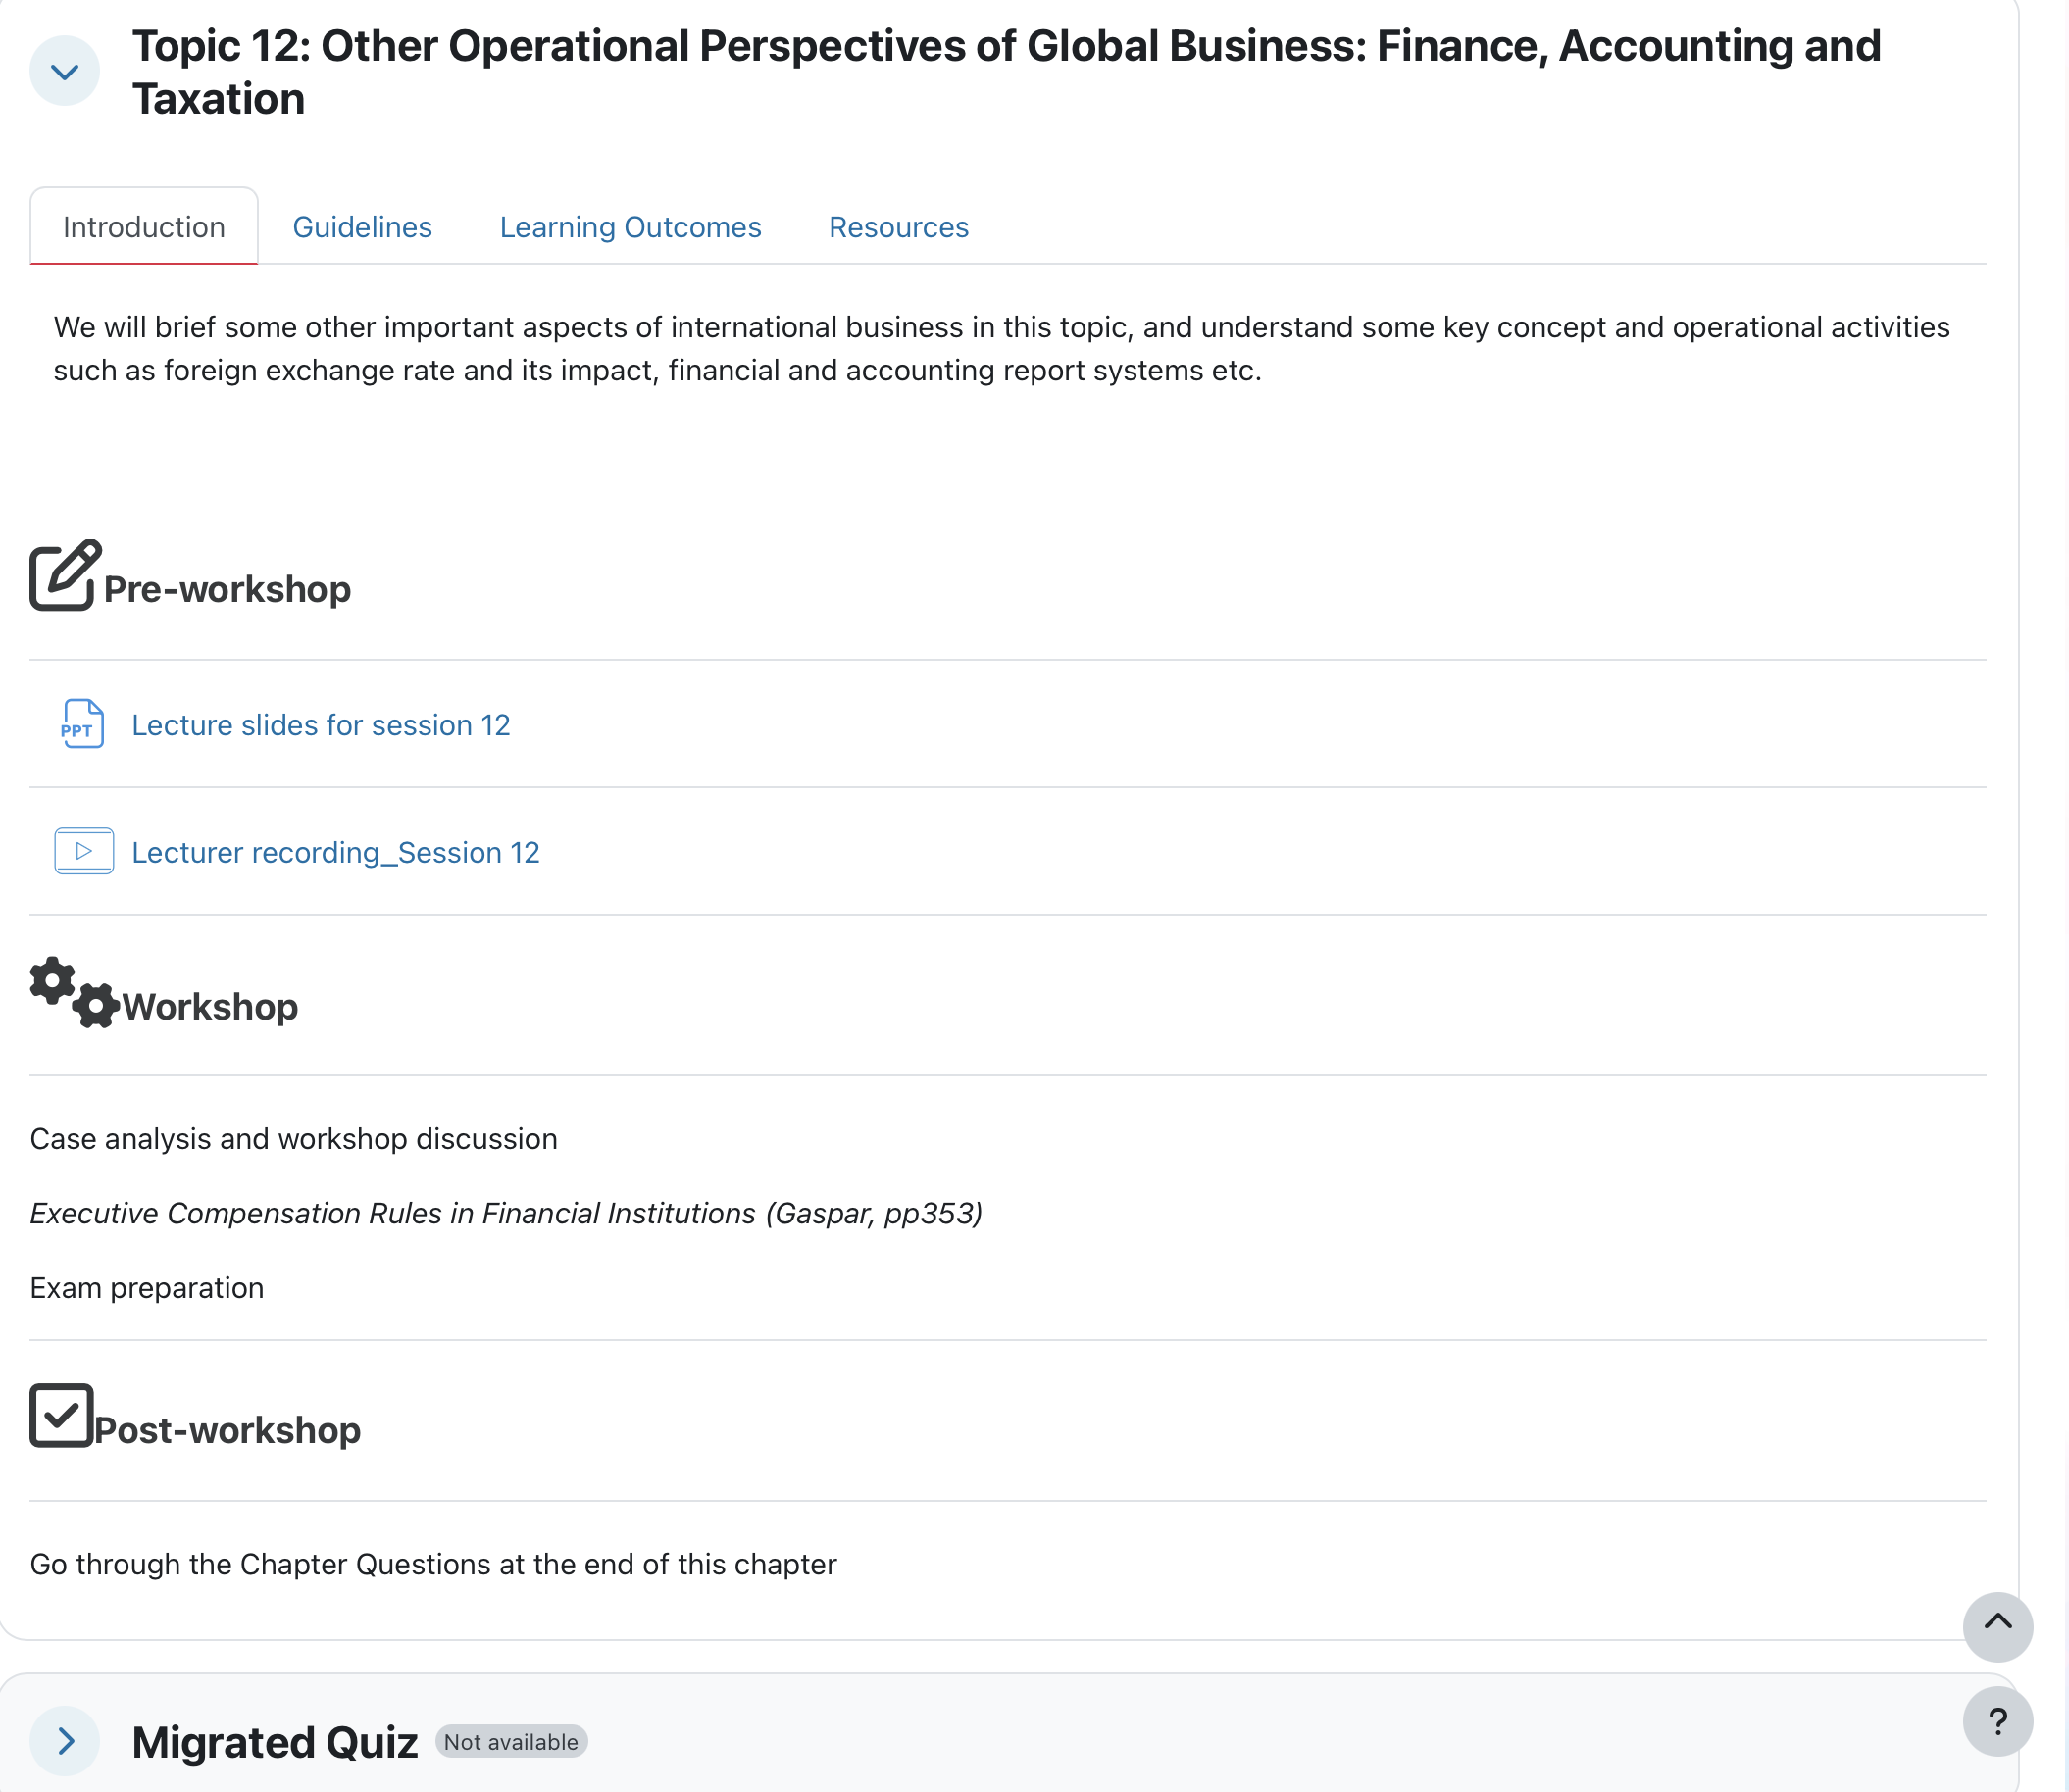 Topic 12: Other Operational Perspectives of Global Business: Finance, Accounting and
Taxation
Introduction
Guidelines
Learning Outcomes
Resources
We will brief some other important aspects of international business in this topic, and understand some key concept and operational activities
such as foreign exchange rate and its impact, financial and accounting report systems etc.
Pre-workshop
PPT
Lecture slides for session 12
Lecturer recording_Session 12
Workshop
Case analysis and workshop discussion
Executive Compensation Rules in Financial Institutions (Gaspar, pp353)
Exam preparation
Post-workshop
Go through the Chapter Questions at the end of this chapter
Migrated Quiz
Not available
?